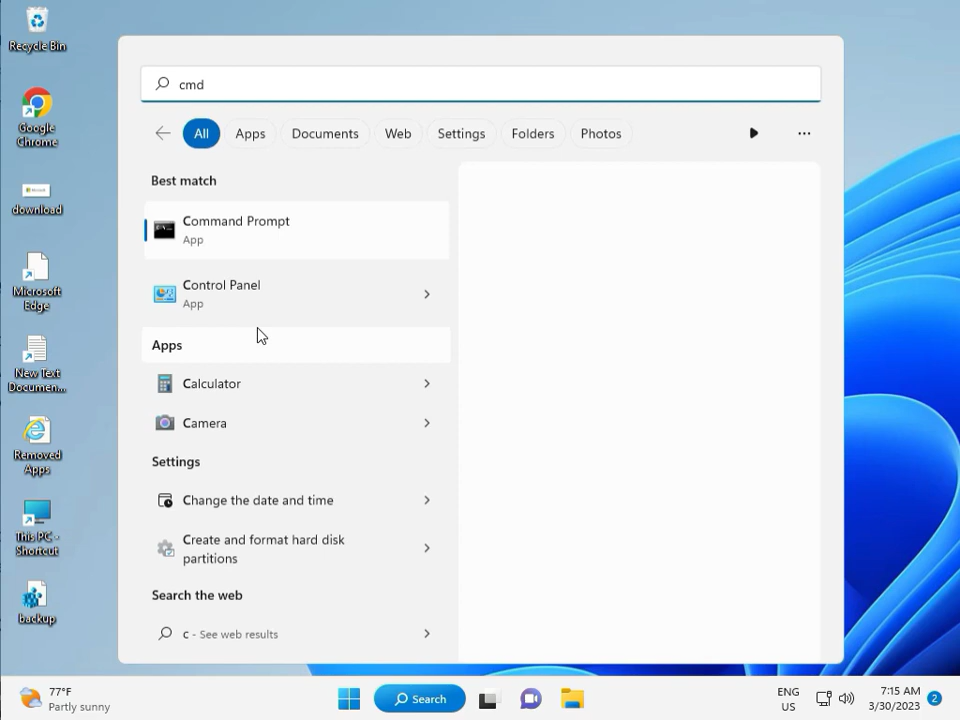 Recycle Bin
Google
Chrome
download
Microsoft
Edge
New Text
Documen...
Removed
Apps
This PC -
Shortcut
backup
cmd
All
Apps
Documents
Web
Settings
Folders
Photos
Best match
Command Prompt
App
Control Panel
App
Apps
Calculator
Camera
Settings
Change the date and time
Create and format hard disk
partitions
Search the web
c - See web results
77°F
Partly sunny
Search
ENG
US
7:15 AM
3/30/2023
2